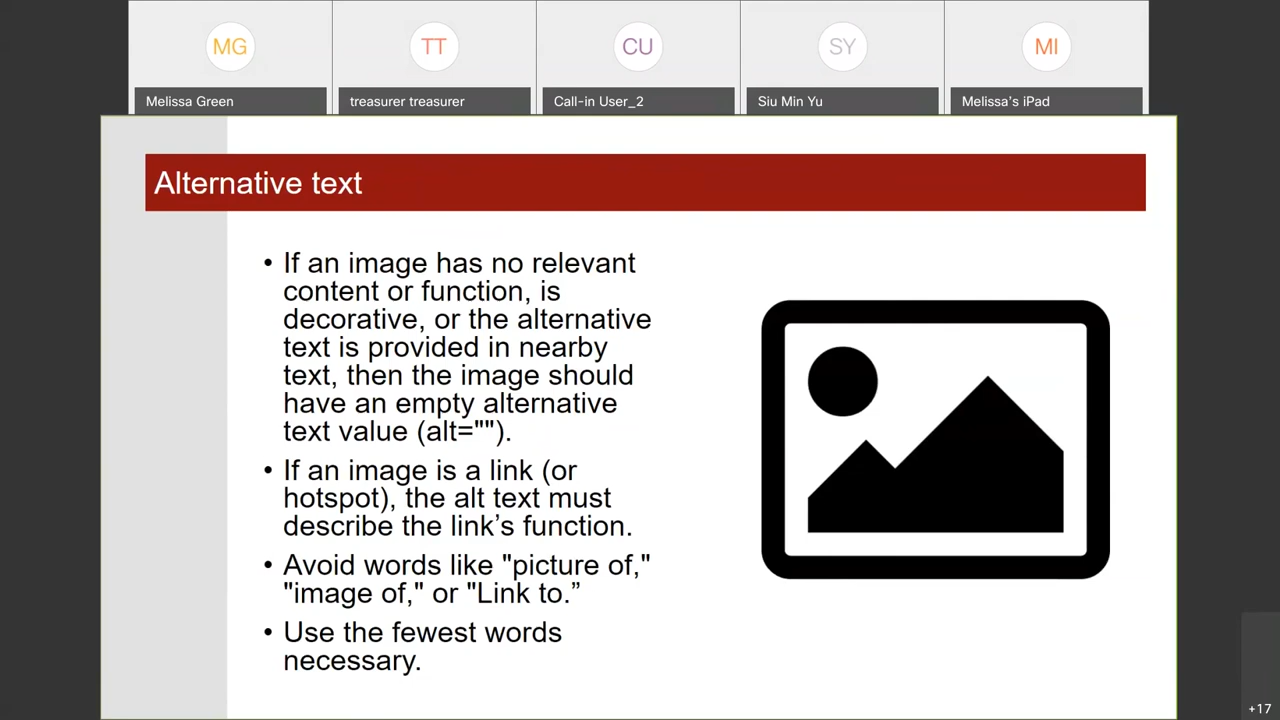 MG
TT
CU
SY
MI
Melissa Green
treasurer treasurer
Call-in User_2
Siu Min Yu
Melissa's iPad
Alternative text
• If an image has no relevant
content or function, is
decorative, or the alternative
text is provided in nearby
text, then the image should
have an empty alternative
text value (alt="").
• If an image is a link (or
hotspot), the alt text must
describe the link’s function.
• Avoid words like "picture of,"
"image of," or "Link to.”
• Use the fewest words
necessary.
+17